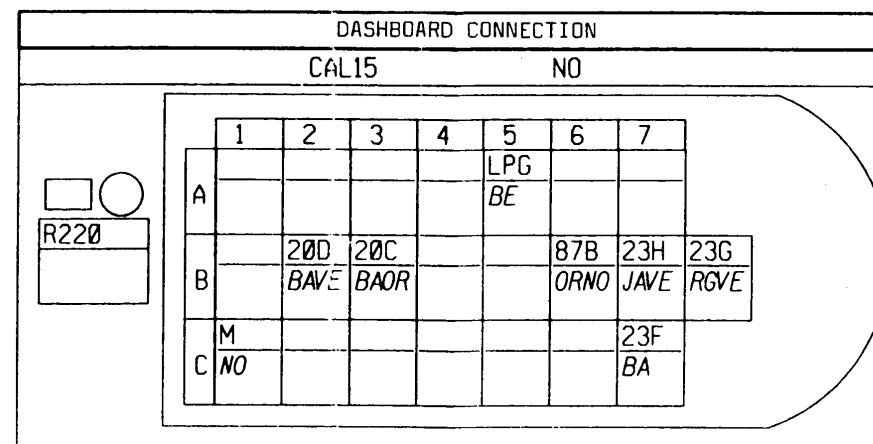 DASHBOARD CONNECTION
CAL15 NO
1 2 3 4 5 6 7
LPG
A BE
R220
20D 20C 87B 23H 23G
B BAVE BAOR ORNO JAVE RGVE
M 23F
C NO BA